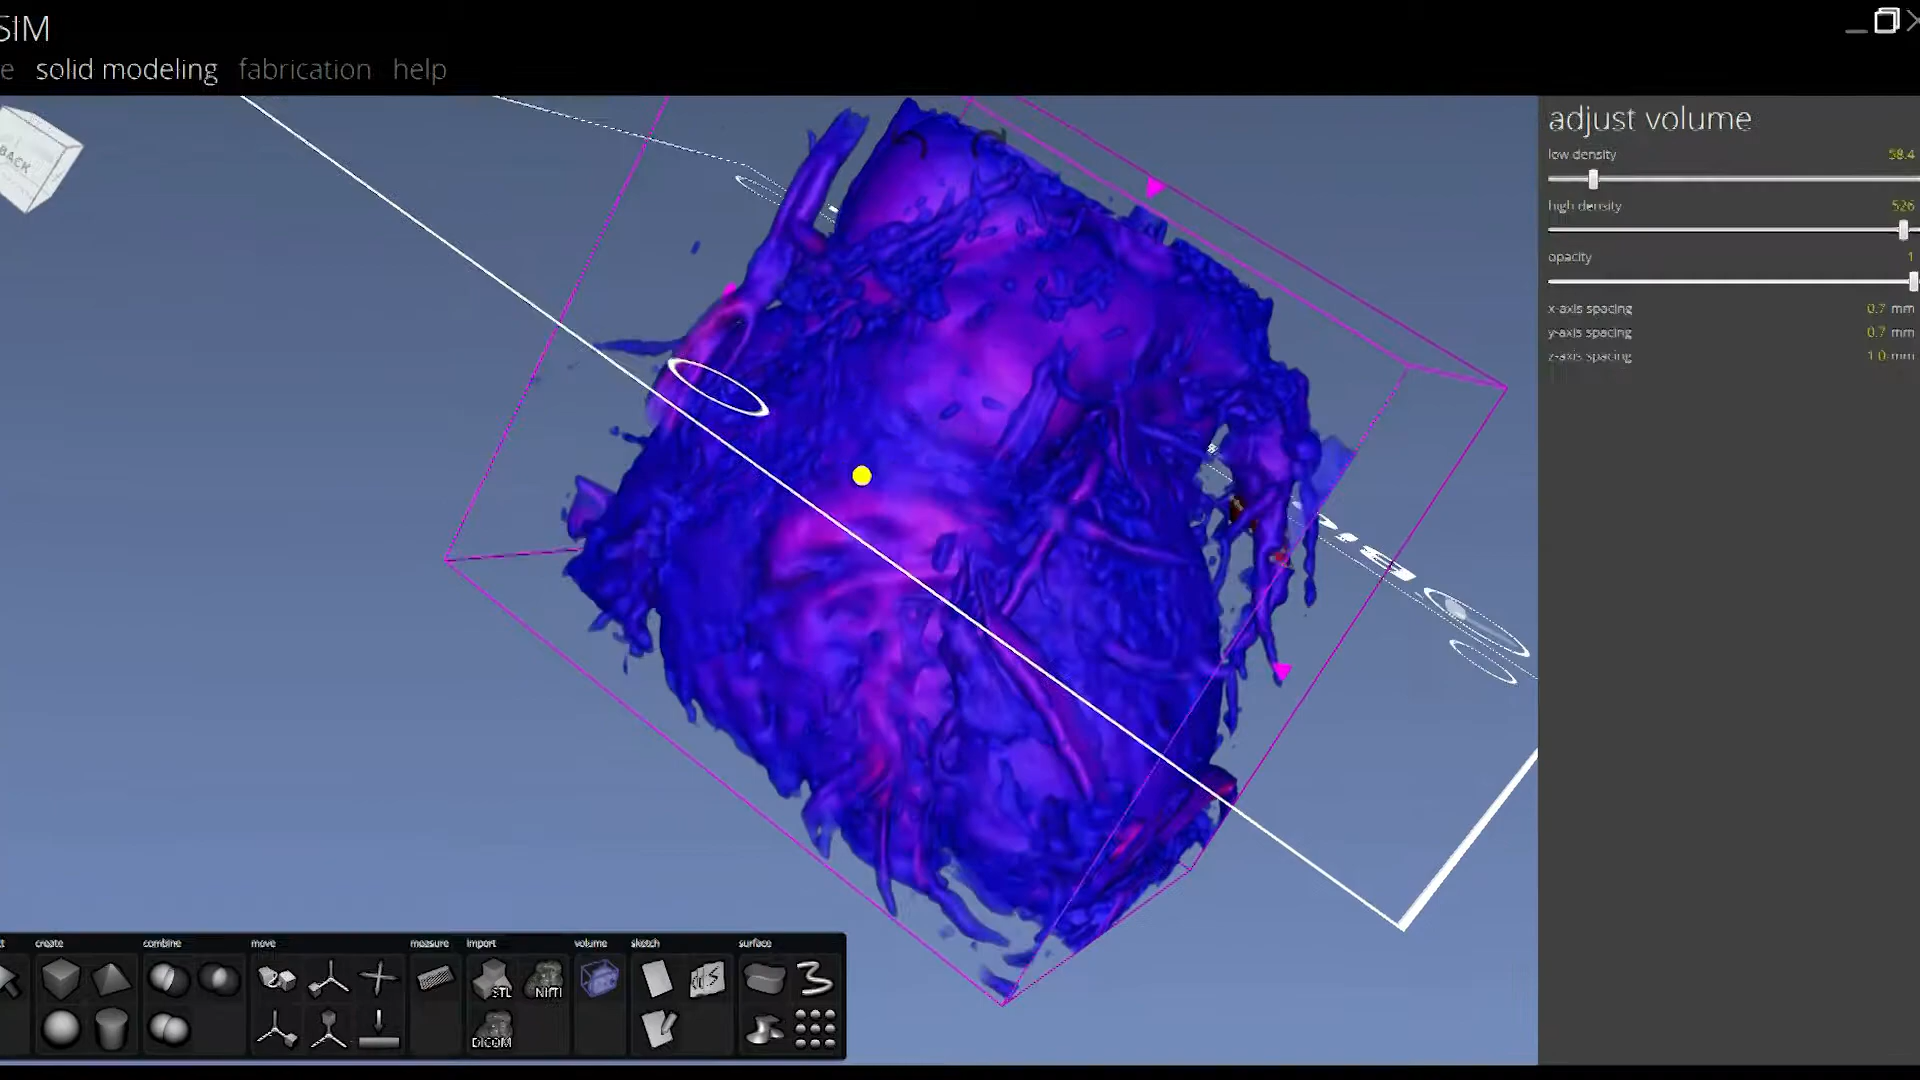 SIM
e solid modeling fabrication help
BACK
adjust volume
low density 58.4
high density 526
opacity 1
x-axis spacing 0.7 mm
y-axis spacing 0.7 mm
z-axis spacing 1.0 mm
ct create combine move measure import volume sketch surface
STL NIfTI
DICOM